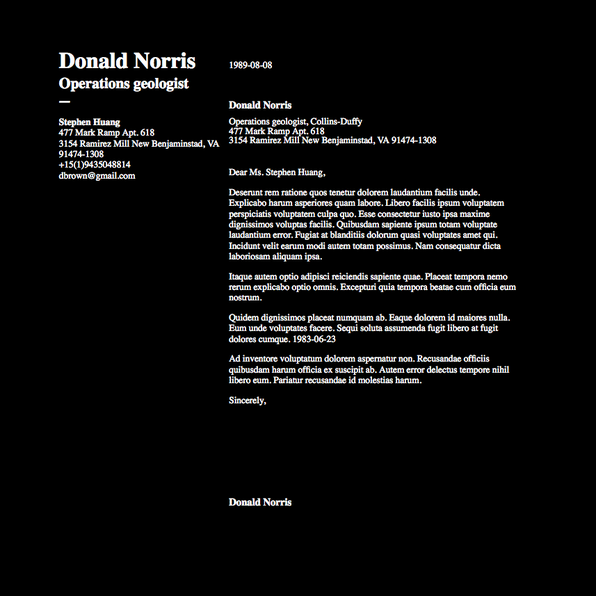 Donald Norris
Operations geologist
Stephen Huang
477 Mark Ramp Apt. 618
3154 Ramirez Mill New Benjaminstad, VA
91474-1308
+15(1)9435048814
dbrown@gmail.com
1989-08-08
Donald Norris
Operations geologist, Collins-Duffy
477 Mark Ramp Apt. 618
3154 Ramirez Mill New Benjaminstad, VA 91474-1308
Dear Ms. Stephen Huang,
Deserunt rem ratione quos tenetur dolorem laudantium facilis unde.
Explicabo harum asperiores quam labore. Libero facilis ipsum voluptatem
perspiciatis voluptatem culpa quo. Esse consectetur iusto ipsa maxime
dignissimos voluptas facilis. Quibusdam sapiente ipsum totam voluptate
laudantium error. Fugiat at blanditiis dolorum quasi voluptates amet qui.
Incidunt velit earum modi autem totam possimus. Nam consequatur dicta
laboriosam aliquam ipsa.
Itaque autem optio adipisci reiciendis sapiente quae. Placeat tempora nemo
rerum explicabo optio omnis. Excepturi quia tempora beatae cum officia eum
nostrum.
Quidem dignissimos placeat numquam ab. Eaque dolorem id maiores nulla.
Eum unde voluptates facere. Sequi soluta assumenda fugit libero at fugit
dolores cumque. 1983-06-23
Ad inventore voluptatum dolorem aspernatur non. Recusandae officiis
quibusdam harum officia ex suscipit ab. Autem error delectus tempore nihil
libero eum. Pariatur recusandae id molestias harum.
Sincerely,
Donald Norris